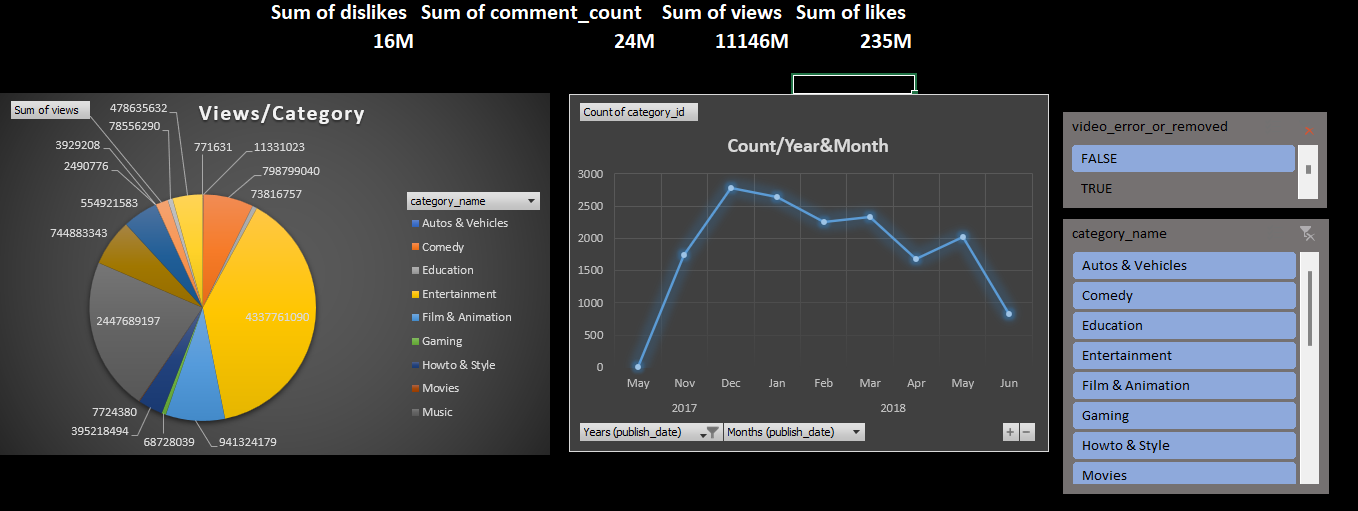 Sum of dislikes Sum of comment_count Sum of views Sum of likes
16M 24M 11146M 235M
Sum of views
Views/Category
478635632
78556290
3929208
2490776
554921583
744883343
2447689197
7724380
395218494
68728039
941324179
4337761090
73816757
798799040
11331023
771631
category_name
Autos & Vehicles
Comedy
Education
Entertainment
Film & Animation
Gaming
Howto & Style
Movies
Music
Count of category_id
Count/Year&Month
3000
2500
2000
1500
1000
500
0
May Nov Dec Jan Feb Mar Apr May Jun
2017 2018
Years (publish_date) Months (publish_date)
+ −
video_error_or_removed
FALSE
TRUE
category_name
Autos & Vehicles
Comedy
Education
Entertainment
Film & Animation
Gaming
Howto & Style
Movies